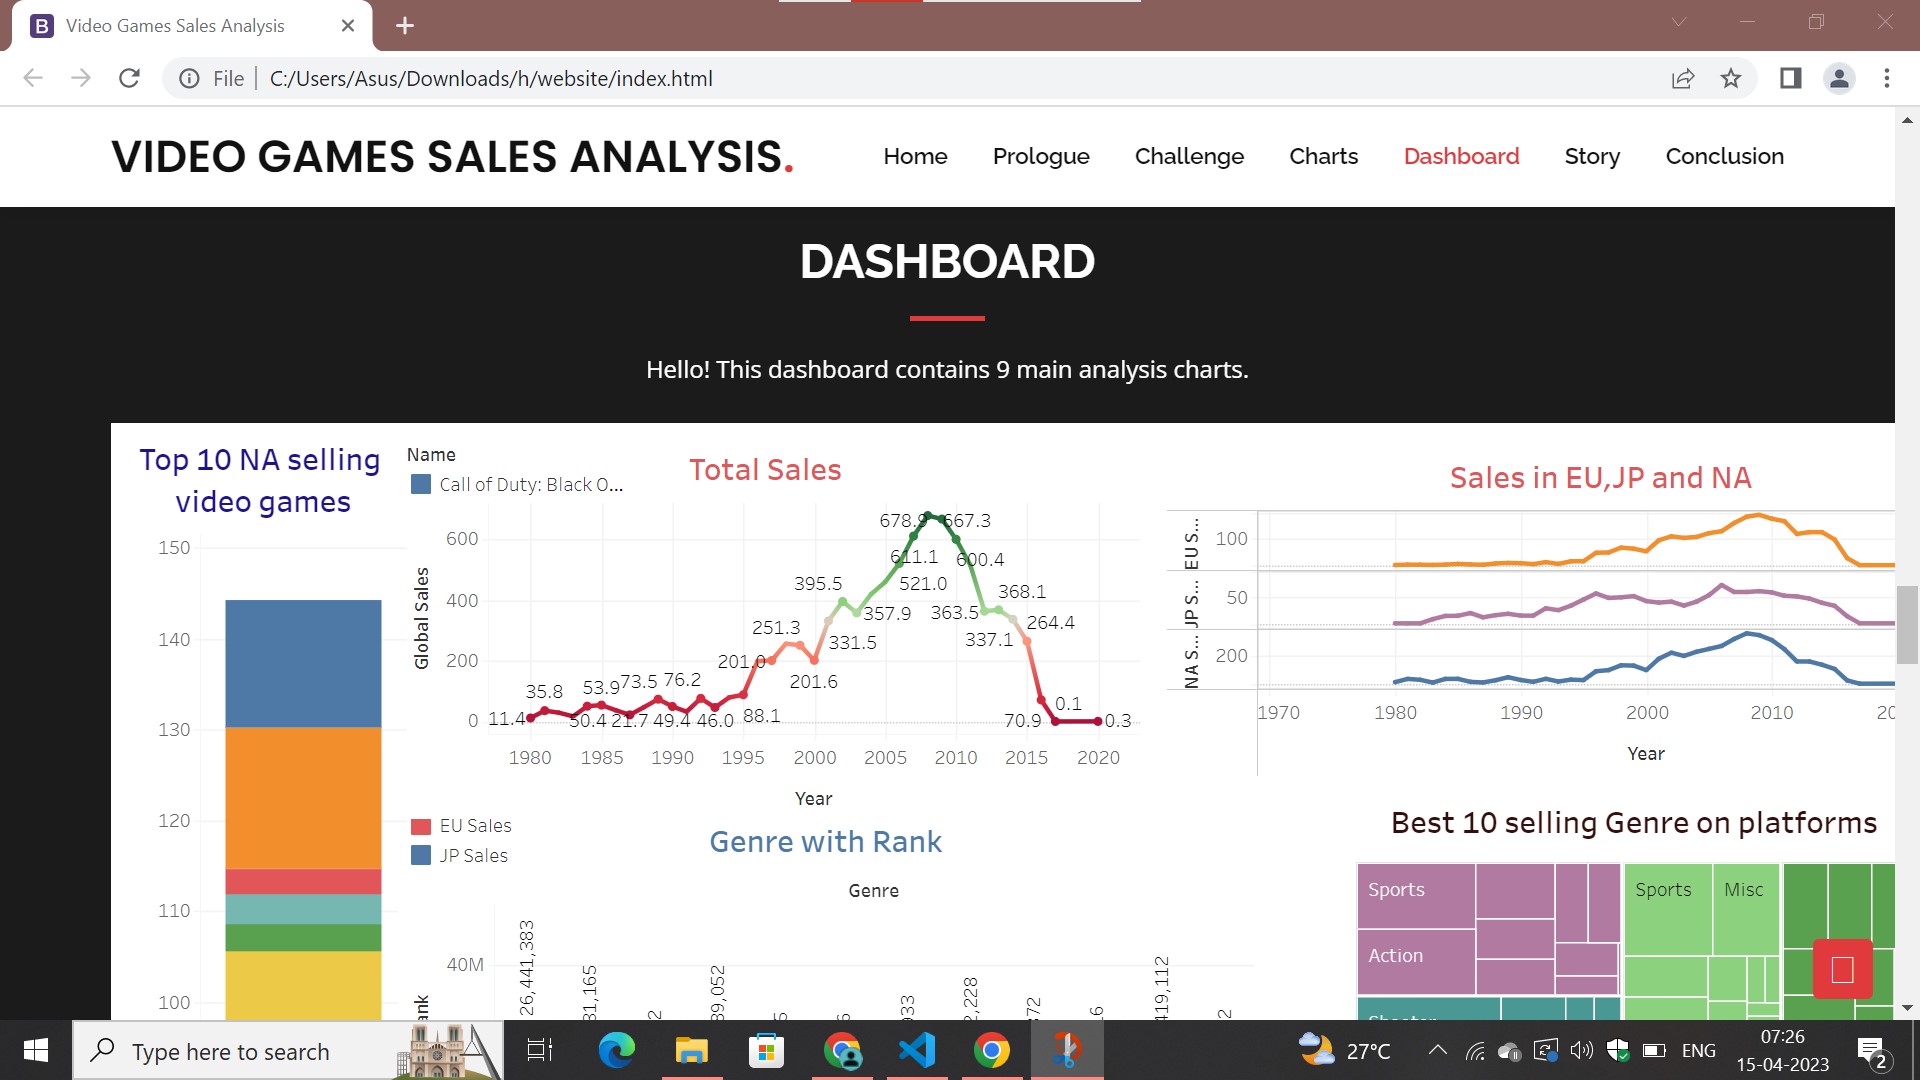 Video Games Sales Analysis
File
C:/Users/Asus/Downloads/h/website/index.html
VIDEO GAMES SALES ANALYSIS.
Home Prologue Challenge Charts Dashboard Story Conclusion
DASHBOARD
Hello! This dashboard contains 9 main analysis charts.
Top 10 NA selling
video games
150
140
130
120
110
100
Name
Call of Duty: Black O...
EU Sales
JP Sales
Total Sales
Global Sales
600
400
200
0
678.9 667.3
611.1 600.4
395.5 521.0 368.1
357.9 363.5
251.3 331.5 337.1 264.4
201.0
201.6
35.8 53.9 73.5 76.2 0.1
11.4 50.4 21.7 49.4 46.0 88.1 70.9 0.3
1980 1985 1990 1995 2000 2005 2010 2015 2020
Year
Sales in EU,JP and NA
EU S...
100
JP S...
50
NA S...
200
1970 1980 1990 2000 2010 20
Year
Genre with Rank
Genre
40M
ank
26,441,383
31,165
2
39,052
5
6
933
2,228
372
16
419,112
2
Best 10 selling Genre on platforms
Sports
Action
Sports Misc
Shooter
Type here to search
27°C
ENG
07:26
15-04-2023
2